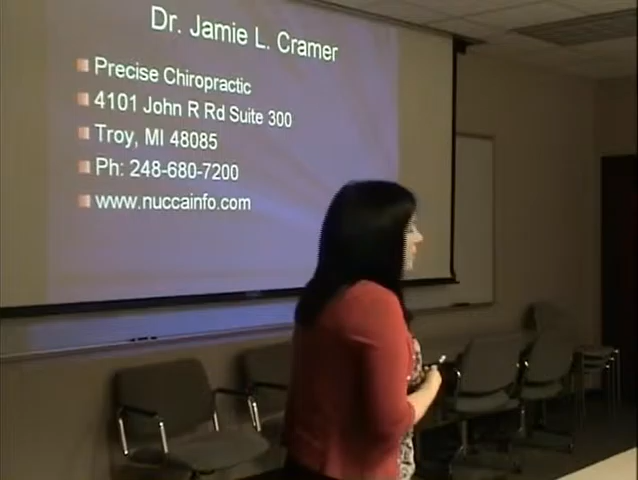 Dr. Jamie L. Cramer
Precise Chiropractic
4101 John R Rd Suite 300
Troy, MI 48085
Ph: 248-680-7200
www.nuccainfo.com